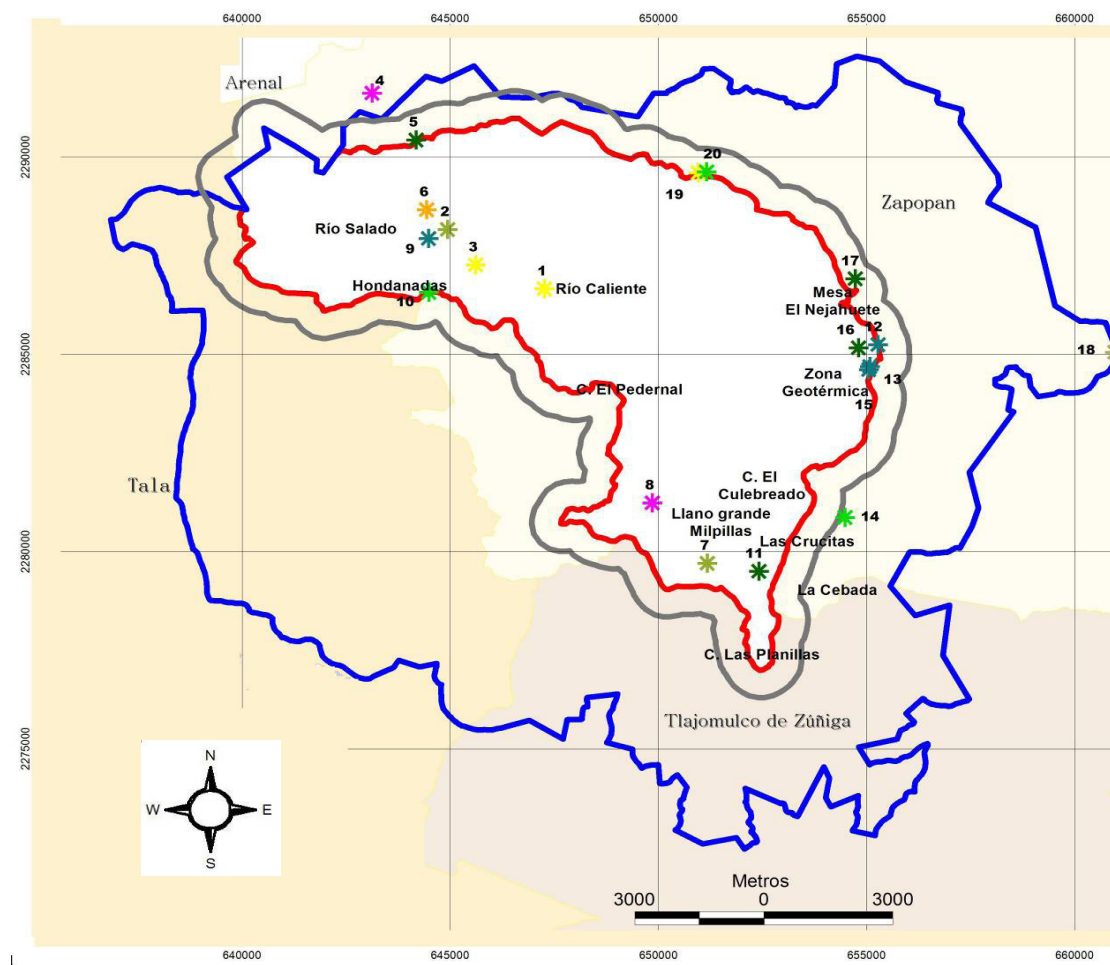 640000 645000 650000 655000 660000
Arenal
4
5
2290000 20
19
Zapopan
6
2
Río Salado
9
3
17
1
Hondanadas
Río Caliente
Mesa
10
El Nejahuete
16 12
18
2285000
Zona
13
C. El Pedernal
Geotérmica
15
Tala
8
C. El
Culebreado
Llano grande
14
Milpillas
Las Crucitas
7 11
2280000
La Cebada
C. Las Planillas
Tlajomulco de Zúñiga
2275000
N
W E
S
Metros
3000 0 3000
640000 645000 650000 655000 660000